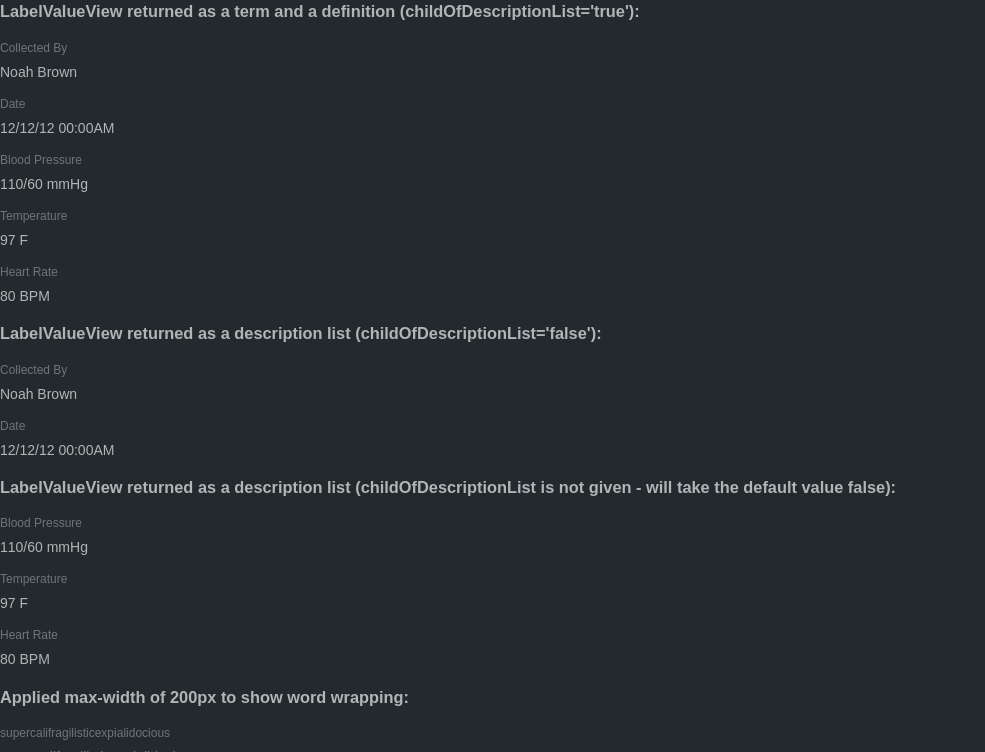 LabelValueView returned as a term and a definition (childOfDescriptionList='true'):
Collected By
Noah Brown
Date
12/12/12 00:00AM
Blood Pressure
110/60 mmHg
Temperature
97 F
Heart Rate
80 BPM
LabelValueView returned as a description list (childOfDescriptionList='false'):
Collected By
Noah Brown
Date
12/12/12 00:00AM
LabelValueView returned as a description list (childOfDescriptionList is not given - will take the default value false):
Blood Pressure
110/60 mmHg
Temperature
97 F
Heart Rate
80 BPM
Applied max-width of 200px to show word wrapping:
supercalifragilisticexpialidocious